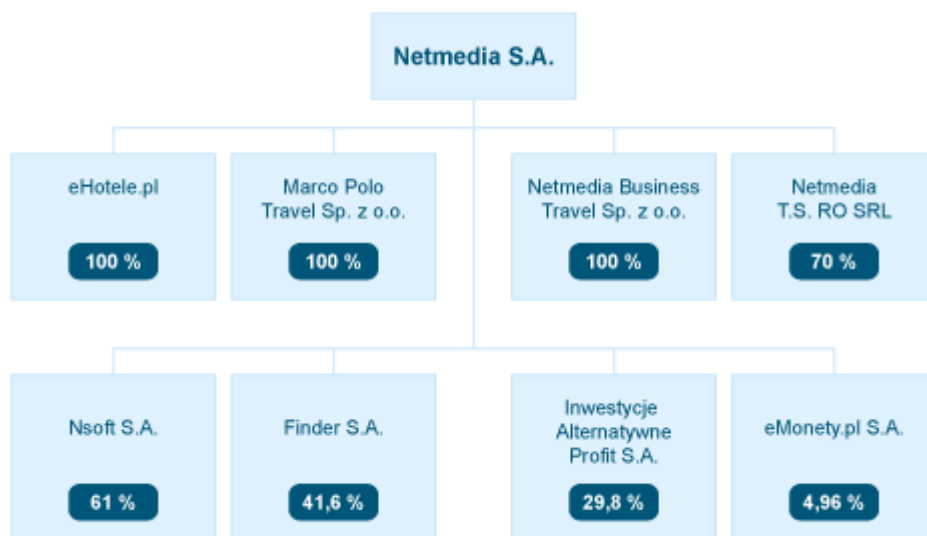 Netmedia S.A.
eHotele.pl
100 %
Marco Polo
Travel Sp. z o.o.
100 %
Netmedia Business
Travel Sp. z o.o.
100 %
Netmedia
T.S. RO SRL
70 %
Nsoft S.A.
61 %
Finder S.A.
41,6 %
Inwestycje
Alternatywne
Profit S.A.
29,8 %
eMonety.pl S.A.
4,96 %